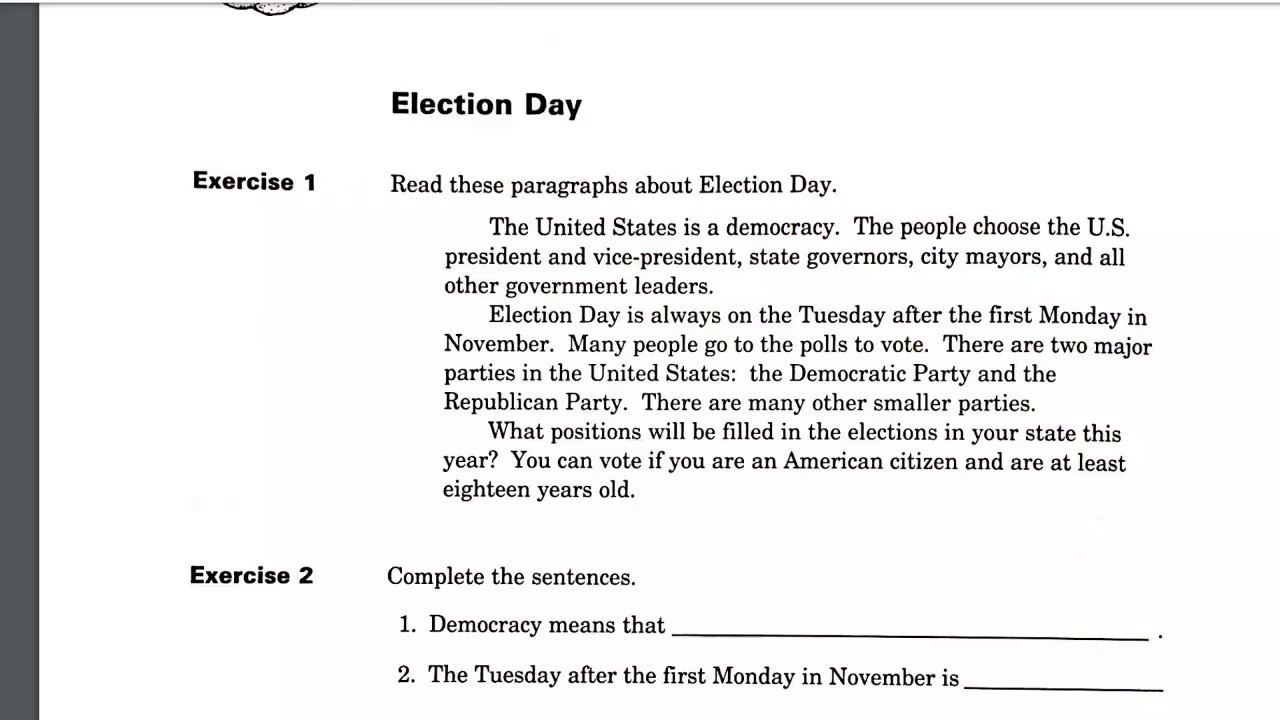 Election Day
Exercise 1
Read these paragraphs about Election Day.
The United States is a democracy. The people choose the U.S.
president and vice-president, state governors, city mayors, and all
other government leaders.
Election Day is always on the Tuesday after the first Monday in
November. Many people go to the polls to vote. There are two major
parties in the United States: the Democratic Party and the
Republican Party. There are many other smaller parties.
What positions will be filled in the elections in your state this
year? You can vote if you are an American citizen and are at least
eighteen years old.
Exercise 2
Complete the sentences.
1. Democracy means that ______ .
2. The Tuesday after the first Monday in November is ______